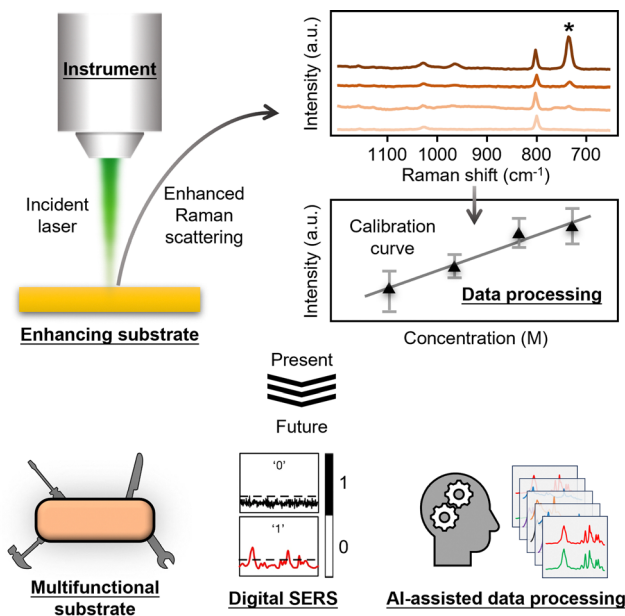 Instrument
Incident
laser
Enhanced
Raman
scattering
Enhancing substrate
Intensity (a.u.)
*
1100 1000 900 800 700
Raman shift (cm⁻¹)
Intensity (a.u.)
Calibration
curve
Data processing
Concentration (M)
Present
Future
Multifunctional
substrate
'0'
'1'
1
0
Digital SERS
AI-assisted data processing